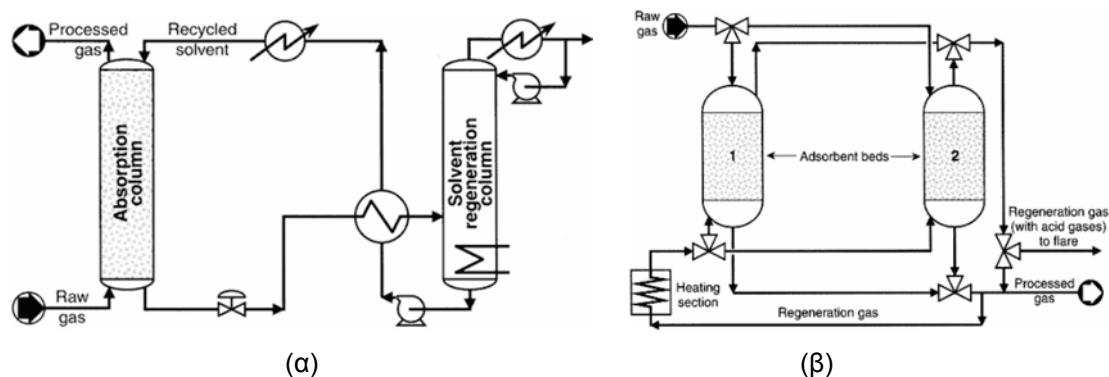 Processed
gas
Recycled
solvent
Absorption
column
Solvent
regeneration
column
Raw
gas
(α)
Raw
gas
1
Adsorbent beds
2
Regeneration gas
(with acid gases)
to flare
Heating
section
Processed
gas
Regeneration gas
(β)